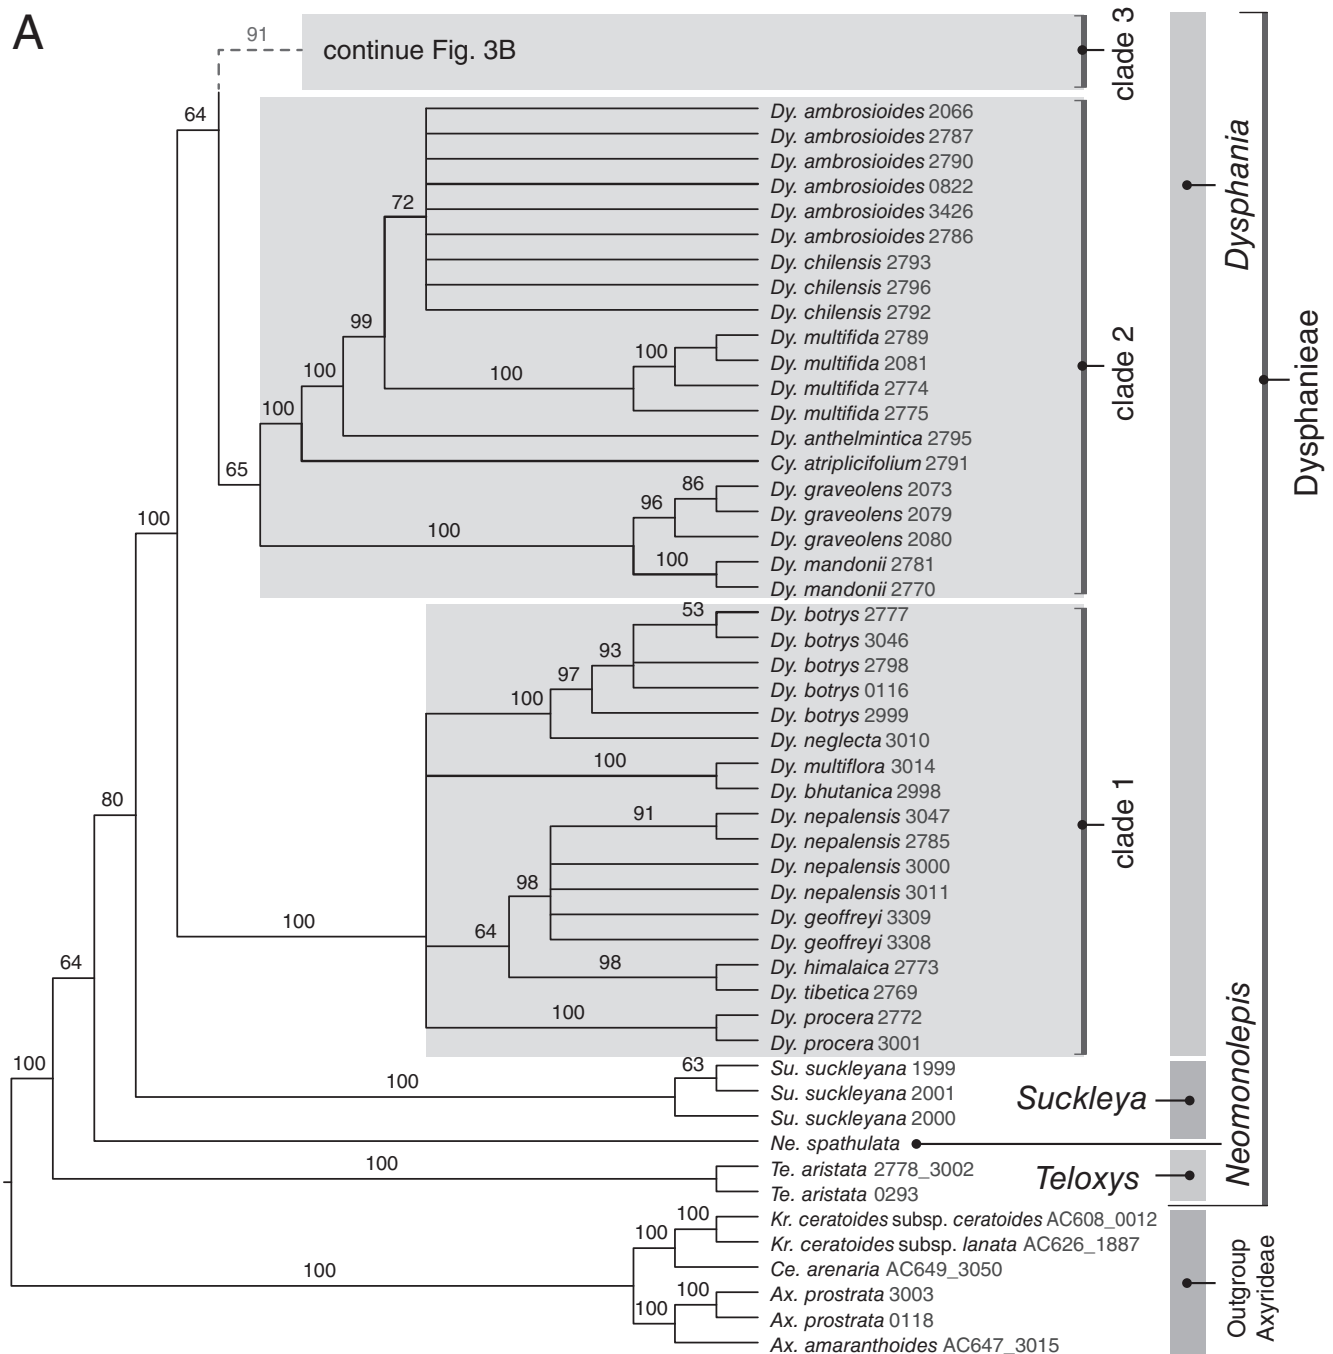 A
91
continue Fig. 3B
clade 3
64
Dy. ambrosioides 2066
Dy. ambrosioides 2787
Dy. ambrosioides 2790
Dy. ambrosioides 0822
72
Dy. ambrosioides 3426
Dy. ambrosioides 2786
Dy. chilensis 2793
Dy. chilensis 2796
Dy. chilensis 2792
99
Dy. multifida 2789
100
Dy. multifida 2081
100
100
Dy. multifida 2774
100
Dy. multifida 2775
Dy. anthelmintica 2795
Cy. atriplicifolium 2791
65
86
Dy. graveolens 2073
96
Dy. graveolens 2079
100
Dy. graveolens 2080
100
Dy. mandonii 2781
Dy. mandonii 2770
clade 2
Dysphania
Dysphanieae
100
53
Dy. botrys 2777
Dy. botrys 3046
93
Dy. botrys 2798
97
Dy. botrys 0116
100
Dy. botrys 2999
Dy. neglecta 3010
100
Dy. multiflora 3014
Dy. bhutanica 2998
80
91
Dy. nepalensis 3047
Dy. nepalensis 2785
Dy. nepalensis 3000
98
Dy. nepalensis 3011
100
Dy. geoffreyi 3309
64
Dy. geoffreyi 3308
98
Dy. himalaica 2773
Dy. tibetica 2769
100
Dy. procera 2772
Dy. procera 3001
clade 1
64
100
63
Su. suckleyana 1999
100
Su. suckleyana 2001
Su. suckleyana 2000
Suckleya
Ne. spathulata
Neomonolepis
100
Te. aristata 2778_3002
Te. aristata 0293
Teloxys
100
Kr. ceratoides subsp. ceratoides AC608_0012
100
Kr. ceratoides subsp. lanata AC626_1887
100
Ce. arenaria AC649_3050
100
Ax. prostrata 3003
100
Ax. prostrata 0118
Ax. amaranthoides AC647_3015
Outgroup
Axyrideae